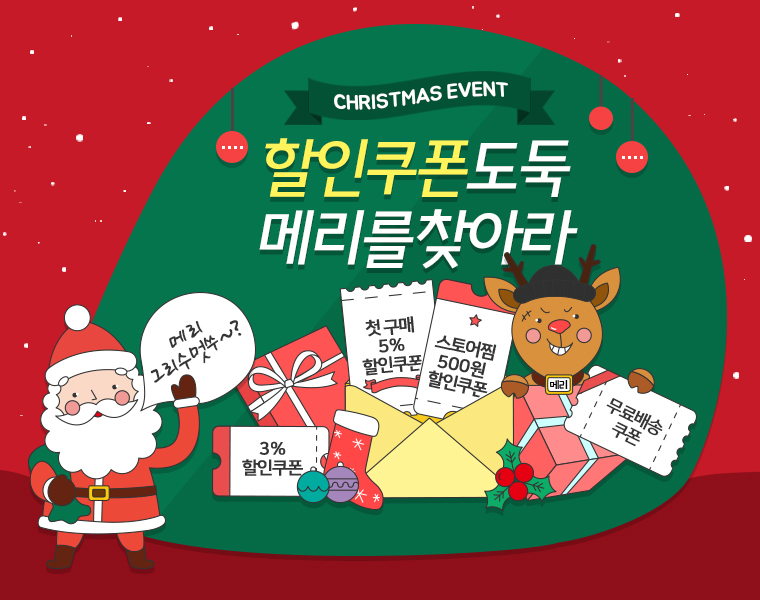 CHRISTMAS EVENT
할인쿠폰도둑
메리를찾아라
메리
그리수멋쓰~?
첫 구매
5%
할인쿠폰
스토어찜
500원
할인쿠폰
메리
무료배송
쿠폰
3%
할인쿠폰